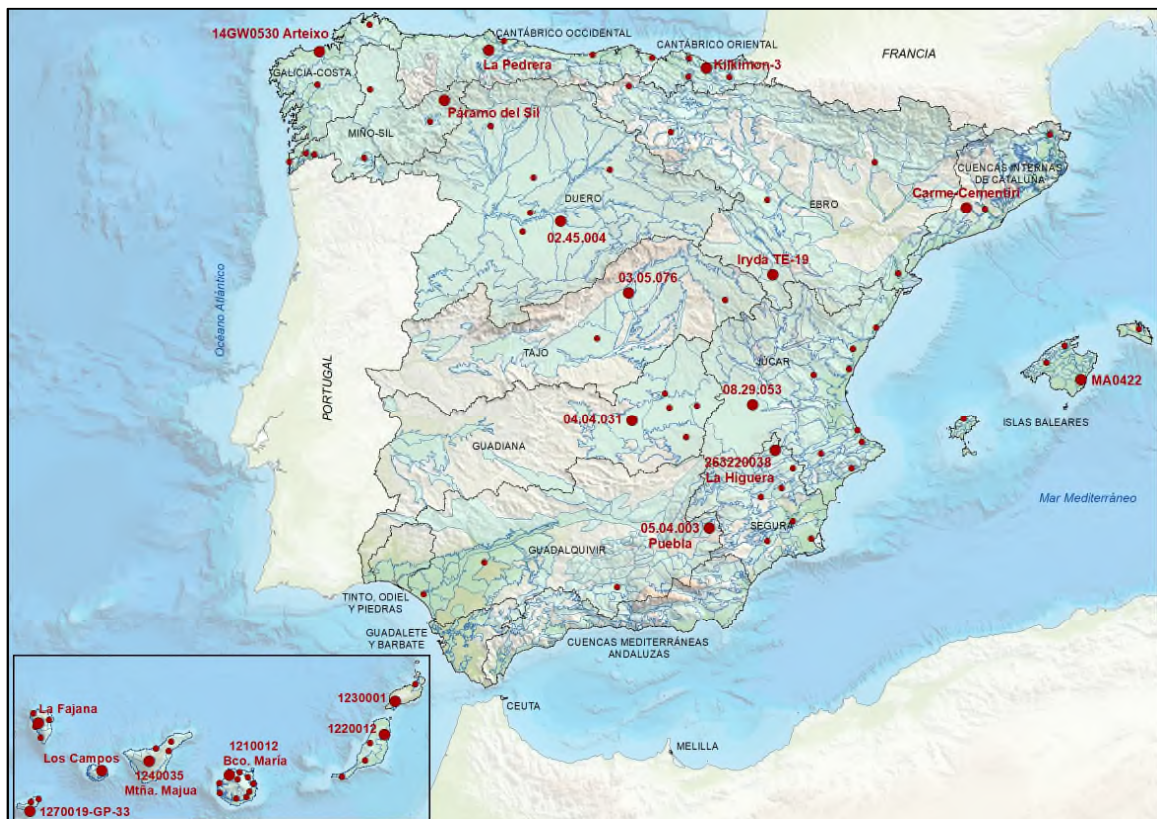 14GW0530 Arteixo
CANTÁBRICO OCCIDENTAL
CANTÁBRICO ORIENTAL
FRANCIA
La Pedrera
Kilkimon-3
GALICIA-COSTA
Páramo del Sil
MIÑO-SIL
CUENCAS INTERNAS
DE CATALUÑA
Carme-Cementiri
DUERO
EBRO
02.45.004
Iryda TE-19
03.05.076
Océano Atlántico
TAJO
JÚCAR
PORTUGAL
MA0422
08.29.053
04.04.031
ISLAS BALEARES
GUADIANA
263220038
La Higuera
Mar Mediterráneo
05.04.003
Puebla
SEGURA
GUADALQUIVIR
TINTO, ODIEL
Y PIEDRAS
GUADALETE
Y BARBATE
CUENCAS MEDITERRÁNEAS
ANDALUZAS
CEUTA
MELILLA
La Fajana
1230001
1220012
Los Campos
1210012
Bco. María
1240035
Mtña. Majua
1270019-GP-33